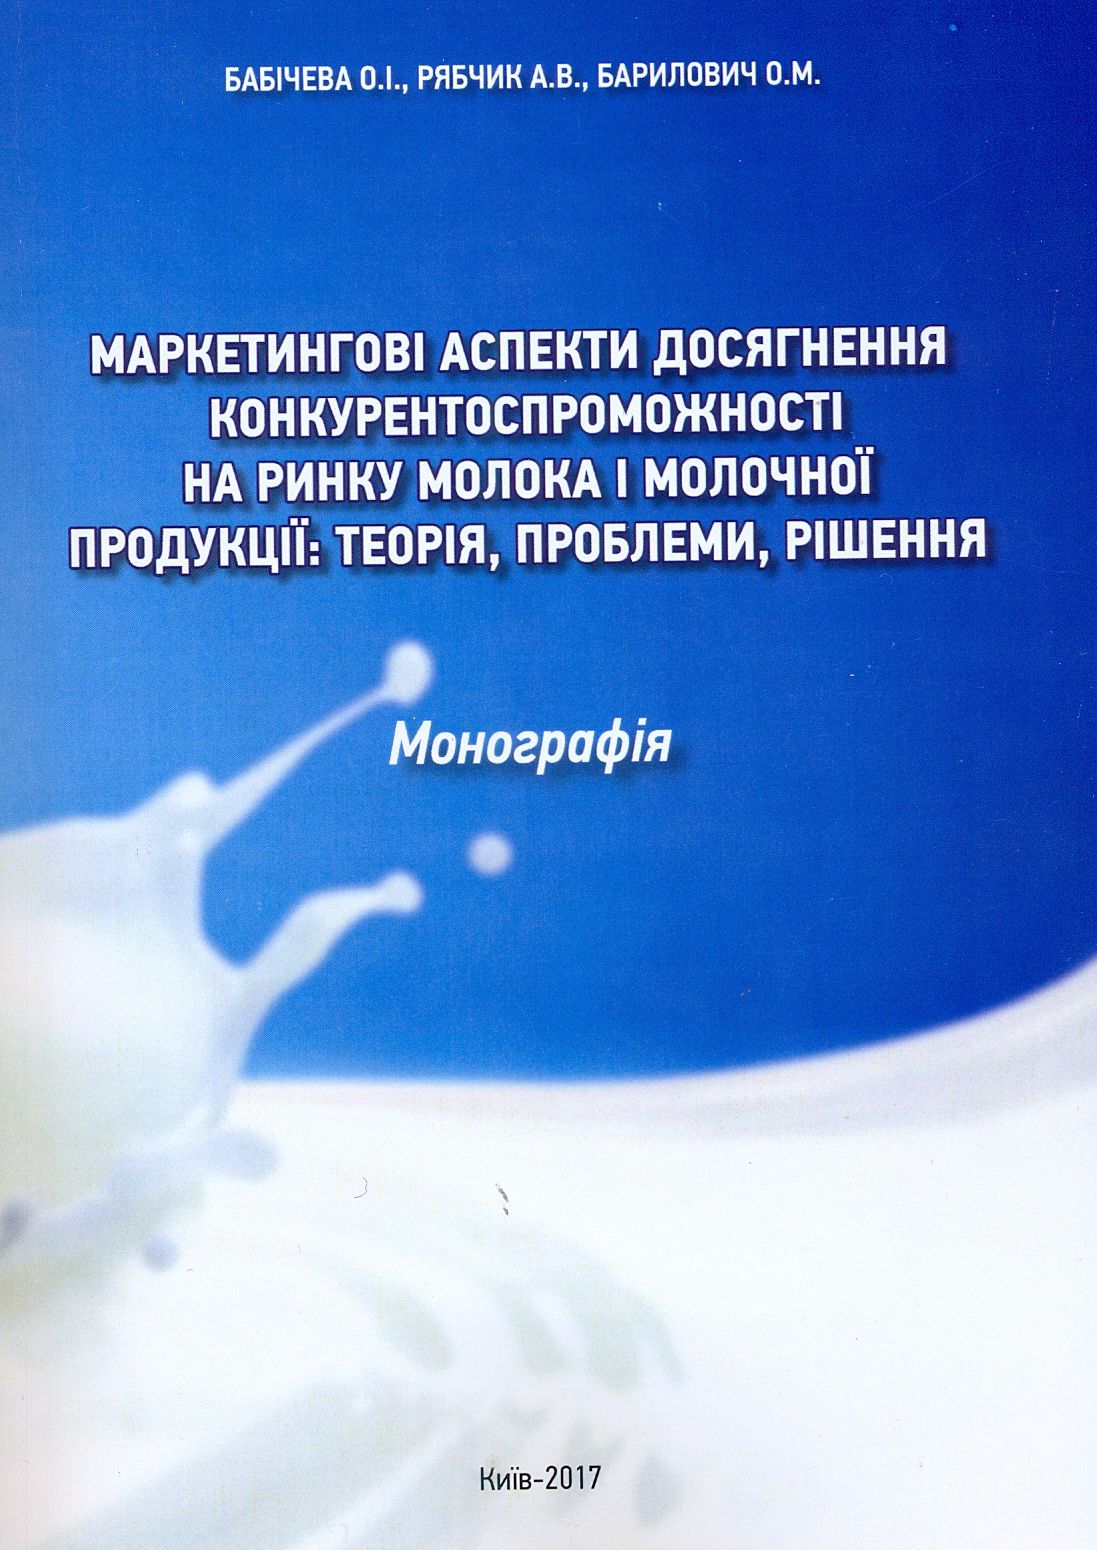 БАБІЧЕВА О.І., РЯБЧИК А.В., БАРИЛОВИЧ О.М.
МАРКЕТИНГОВІ АСПЕКТИ ДОСЯГНЕННЯ
КОНКУРЕНТОСПРОМОЖНОСТІ
НА РИНКУ МОЛОКА І МОЛОЧНОЇ
ПРОДУКЦІЇ: ТЕОРІЯ, ПРОБЛЕМИ, РІШЕННЯ
Монографія
Київ-2017